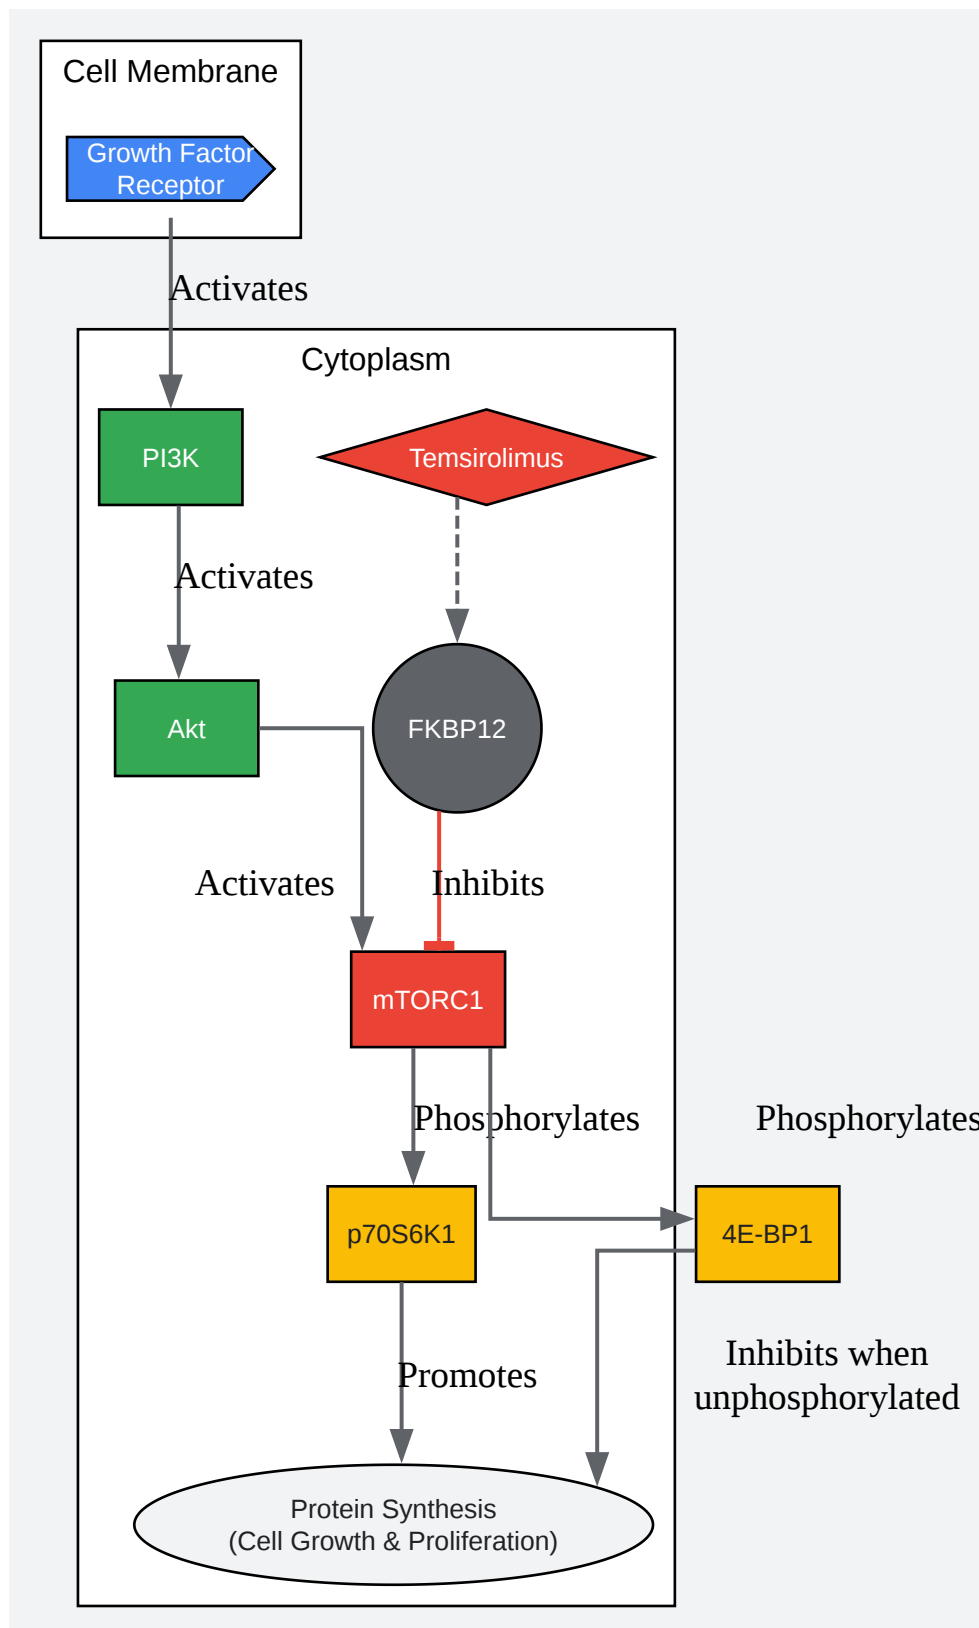 Cell Membrane
Growth Factor
Receptor
Activates
Cytoplasm
PI3K
Temsirolimus
Activates
Akt
FKBP12
Activates
Inhibits
mTORC1
Phosphorylates
Phosphorylates
p70S6K1
4E-BP1
Promotes
Inhibits when
unphosphorylated
Protein Synthesis
(Cell Growth & Proliferation)